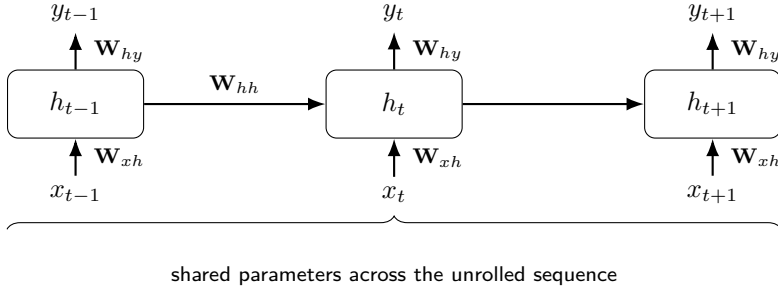 y_{t−1} y_t y_{t+1}
W_{hy} W_{hy} W_{hy}
W_{hh}
h_{t−1} h_t h_{t+1}
W_{xh} W_{xh} W_{xh}
x_{t−1} x_t x_{t+1}
shared parameters across the unrolled sequence